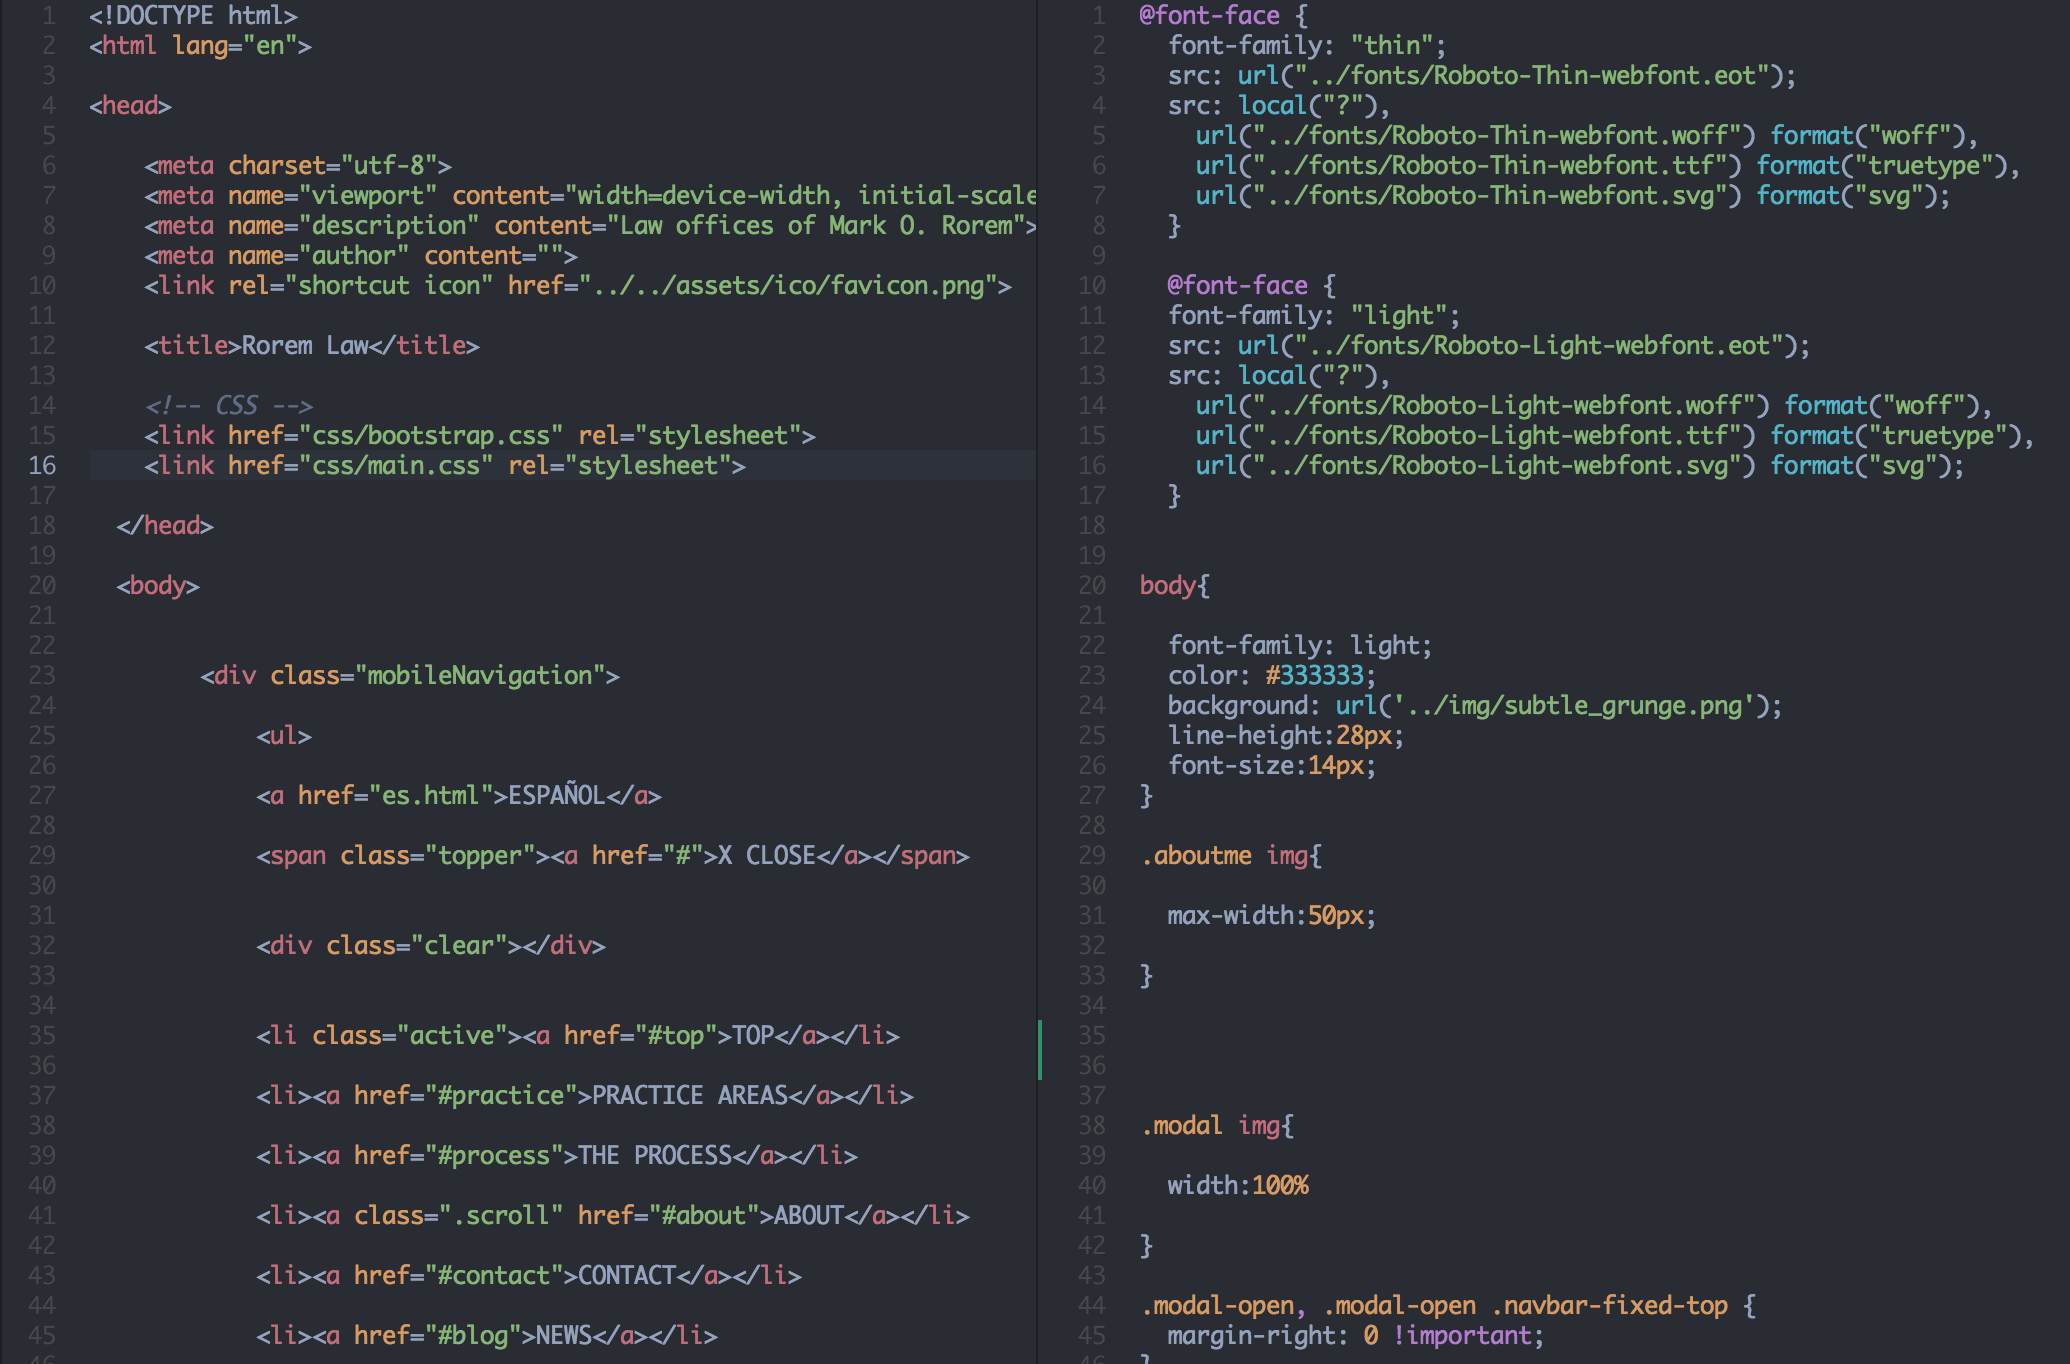 1 <!DOCTYPE html>
2 <html lang="en">
3
4 <head>
5
6 <meta charset="utf-8">
7 <meta name="viewport" content="width=device-width, initial-scale
8 <meta name="description" content="Law offices of Mark O. Rorem">
9 <meta name="author" content="">
10 <link rel="shortcut icon" href="../../assets/ico/favicon.png">
11
12 <title>Rorem Law</title>
13
14 <!-- CSS -->
15 <link href="css/bootstrap.css" rel="stylesheet">
16 <link href="css/main.css" rel="stylesheet">
17
18 </head>
19
20 <body>
21
22
23 <div class="mobileNavigation">
24
25 <ul>
26
27 <a href="es.html">ESPAÑOL</a>
28
29 <span class="topper"><a href="#">X CLOSE</a></span>
30
31
32 <div class="clear"></div>
33
34
35 <li class="active"><a href="#top">TOP</a></li>
36
37 <li><a href="#practice">PRACTICE AREAS</a></li>
38
39 <li><a href="#process">THE PROCESS</a></li>
40
41 <li><a class=".scroll" href="#about">ABOUT</a></li>
42
43 <li><a href="#contact">CONTACT</a></li>
44
45 <li><a href="#blog">NEWS</a></li>
46
1 @font-face {
2 font-family: "thin";
3 src: url("../fonts/Roboto-Thin-webfont.eot");
4 src: local("?"),
5 url("../fonts/Roboto-Thin-webfont.woff") format("woff"),
6 url("../fonts/Roboto-Thin-webfont.ttf") format("truetype"),
7 url("../fonts/Roboto-Thin-webfont.svg") format("svg");
8 }
9
10 @font-face {
11 font-family: "light";
12 src: url("../fonts/Roboto-Light-webfont.eot");
13 src: local("?"),
14 url("../fonts/Roboto-Light-webfont.woff") format("woff"),
15 url("../fonts/Roboto-Light-webfont.ttf") format("truetype"),
16 url("../fonts/Roboto-Light-webfont.svg") format("svg");
17 }
18
19
20 body{
21
22 font-family: light;
23 color: #333333;
24 background: url('../img/subtle_grunge.png');
25 line-height:28px;
26 font-size:14px;
27 }
28
29 .aboutme img{
30
31 max-width:50px;
32
33 }
34
35
36
37
38 .modal img{
39
40 width:100%
41
42 }
43
44 .modal-open, .modal-open .navbar-fixed-top {
45 margin-right: 0 !important;
46 }